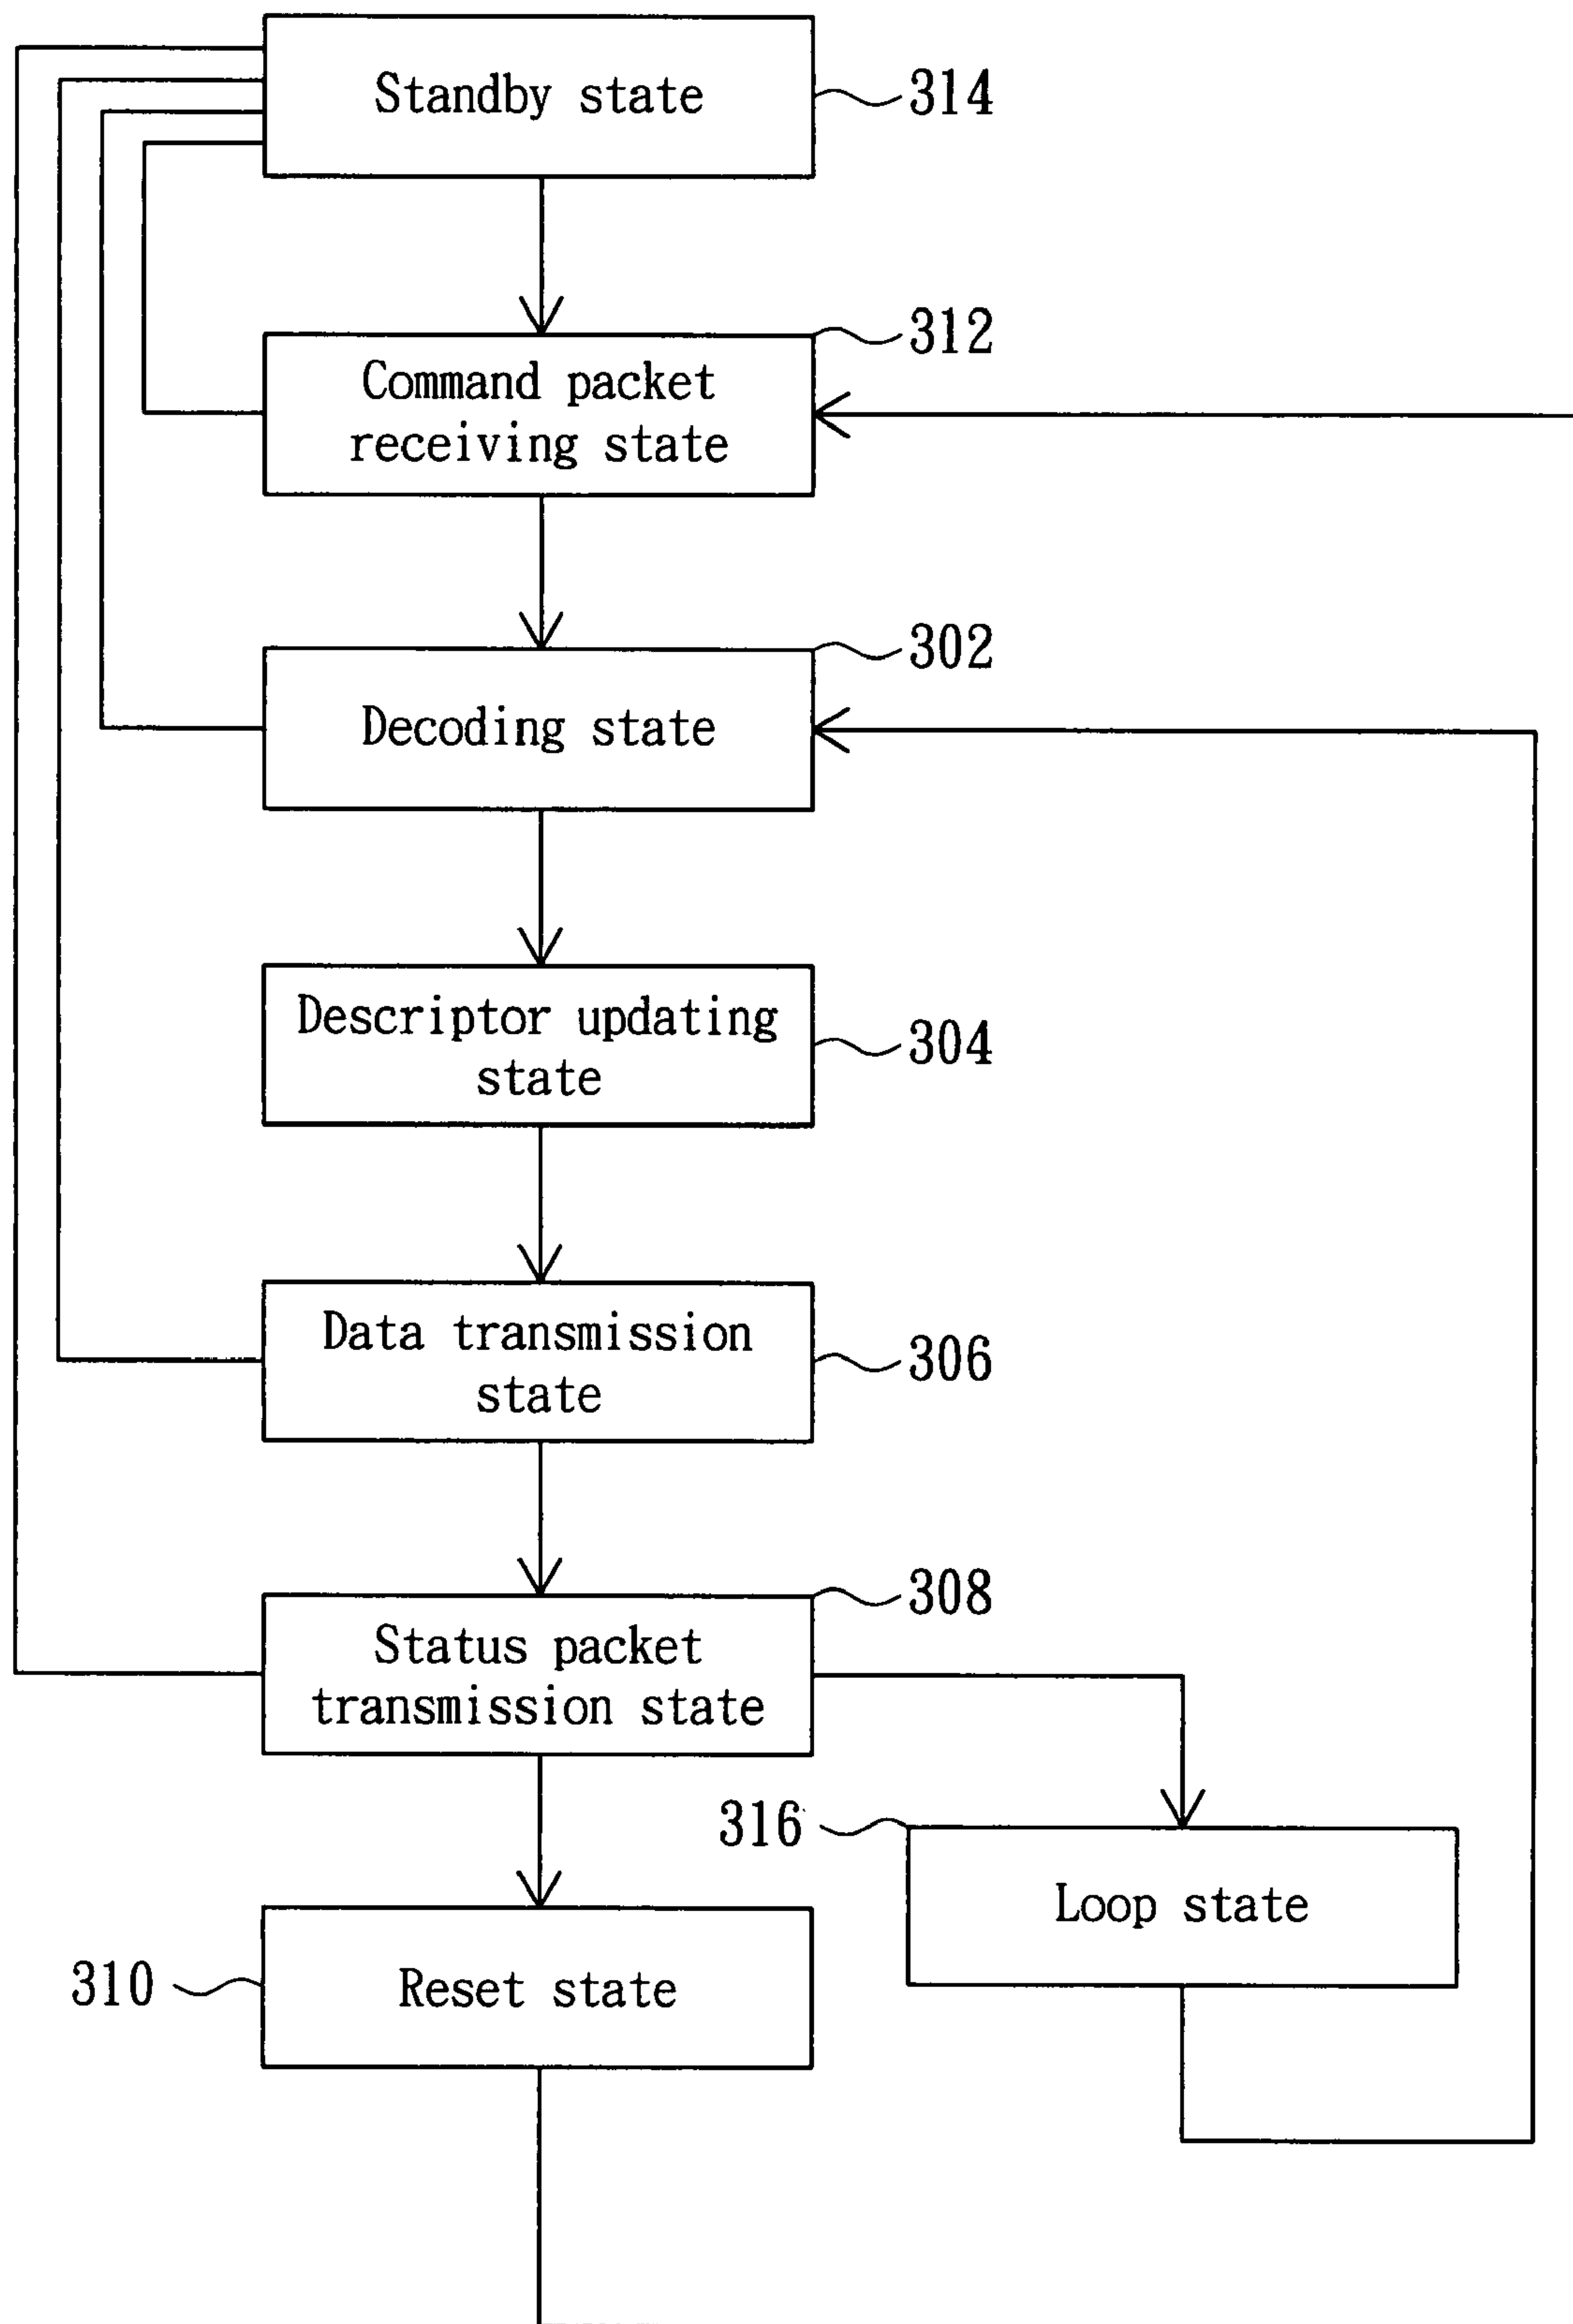 Standby state
314
312
Command packet
receiving state
302
Decoding state
Descriptor updating
state
304
Data transmission
state
306
308
Status packet
transmission state
316
Loop state
310
Reset state